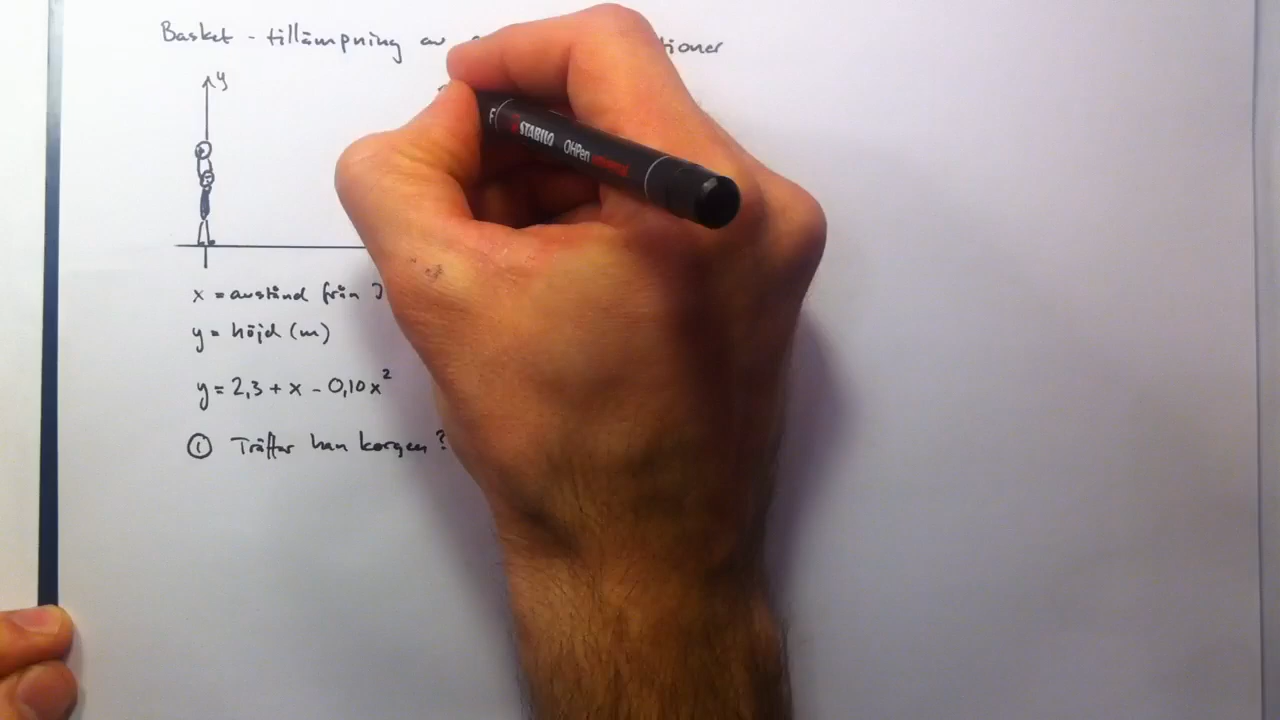 Basket - tillämpning av tioner
y
x = avstånd från J
y = höjd (m)
y = 2,3 + x - 0,10x²
① Träffar han korgen?
F STABILO OHPen